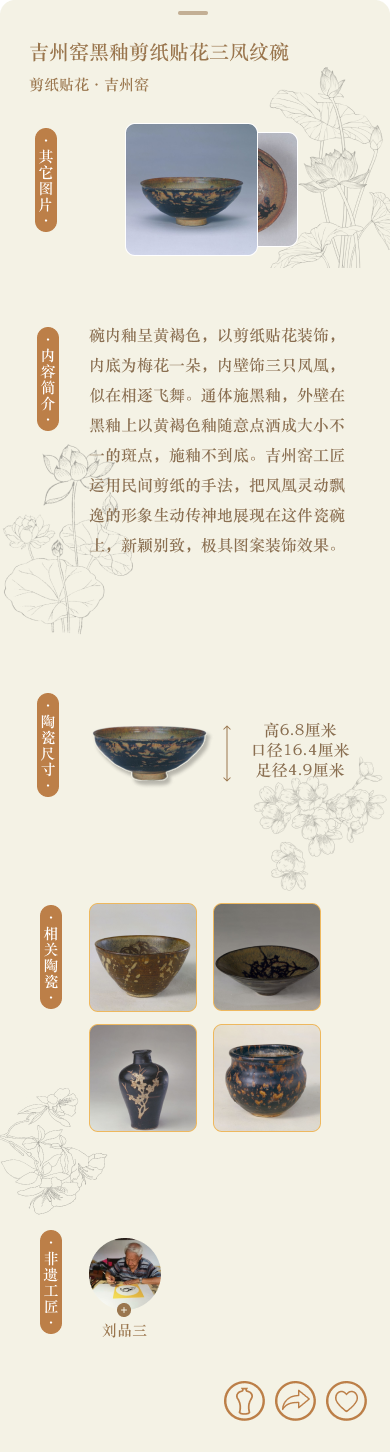 吉州窑黑釉剪纸贴花三凤纹碗
剪纸贴花 · 吉州窑
·其它图片·
·内容简介·
碗内釉呈黄褐色，以剪纸贴花装饰，
内底为梅花一朵，内壁饰三只凤凰，
似在相逐飞舞。通体施黑釉，外壁在
黑釉上以黄褐色釉随意点洒成大小不
一的斑点，施釉不到底。吉州窑工匠
运用民间剪纸的手法，把凤凰灵动飘
逸的形象生动传神地展现在这件瓷碗
上，新颖别致，极具图案装饰效果。
·陶瓷尺寸·
高6.8厘米
口径16.4厘米
足径4.9厘米
·相关陶瓷·
·非遗工匠·
刘品三